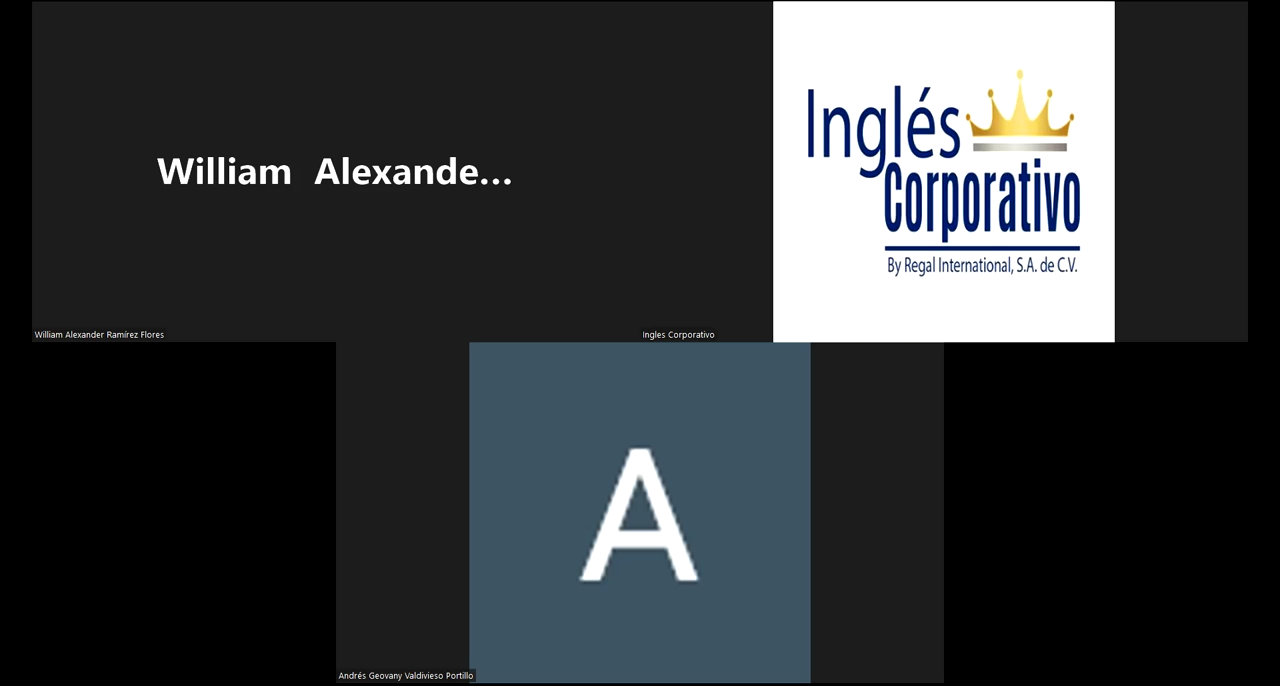 William Alexande...
William Alexander Ramírez Flores
Inglés
Corporativo
By Regal International, S.A. de C.V.
Ingles Corporativo
A
Andrés Geovany Valdivieso Portillo